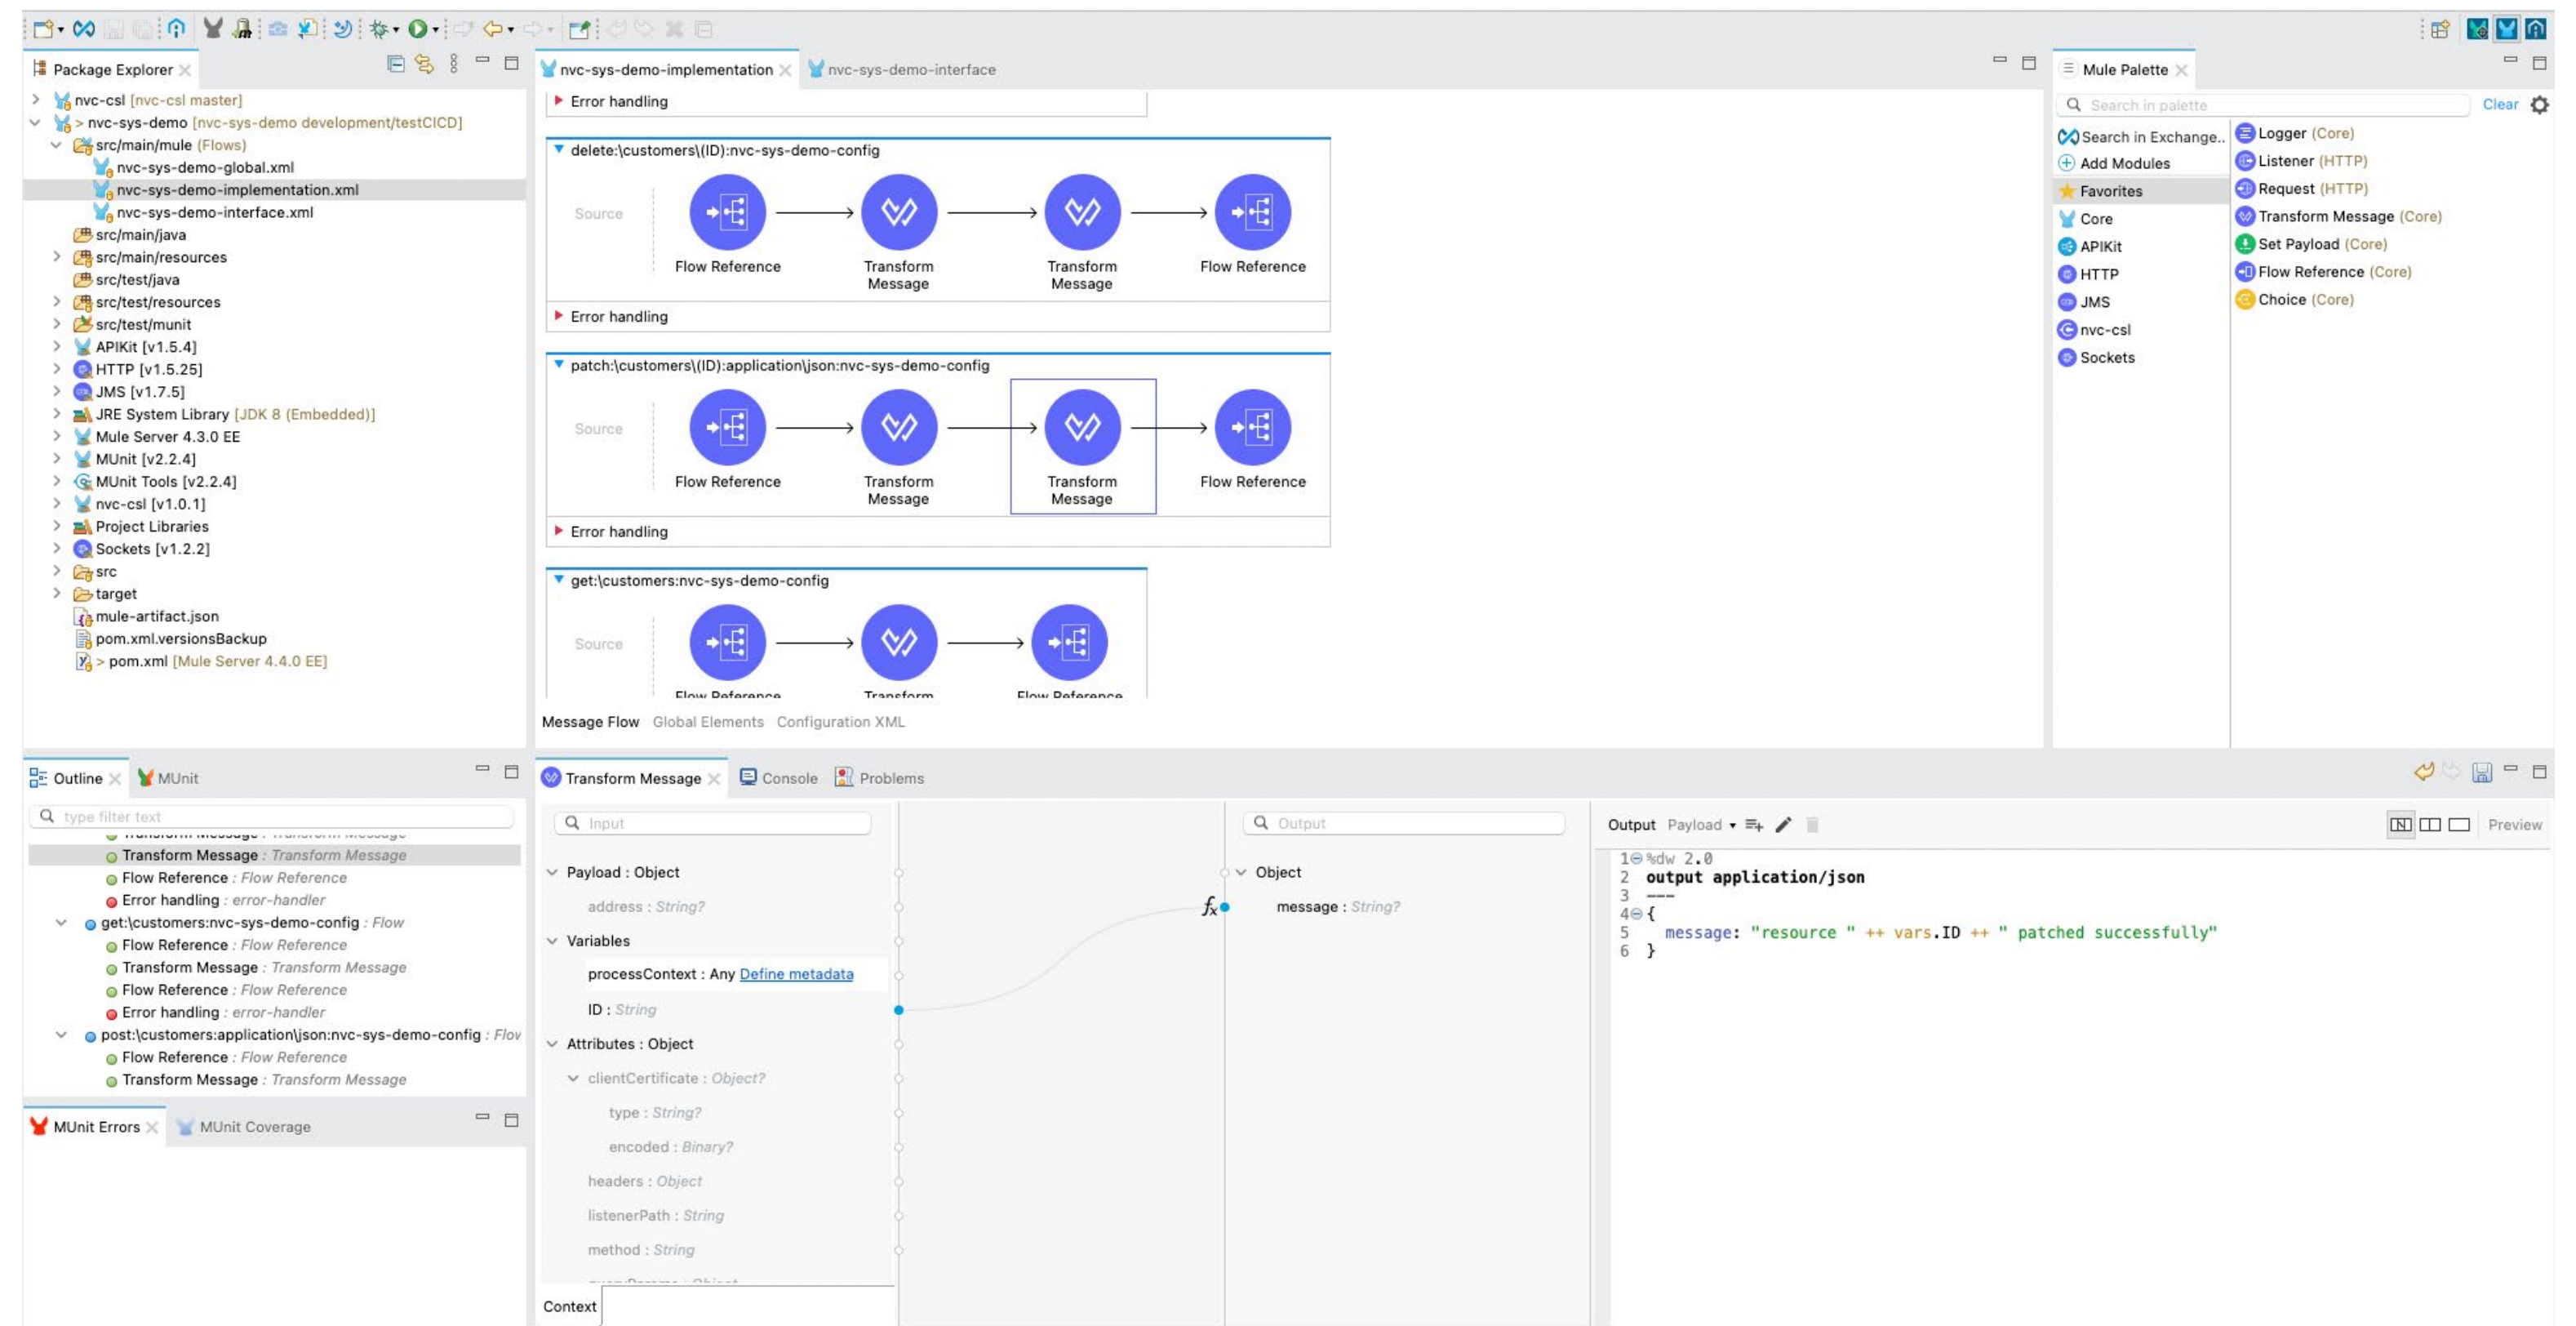 Package Explorer
nvc-csl [nvc-csl master]
> nvc-sys-demo [nvc-sys-demo development/testCICD]
src/main/mule (Flows)
nvc-sys-demo-global.xml
nvc-sys-demo-implementation.xml
nvc-sys-demo-interface.xml
src/main/java
src/main/resources
src/test/java
src/test/resources
src/test/munit
APIKit [v1.5.4]
HTTP [v1.5.25]
JMS [v1.7.5]
JRE System Library [JDK 8 (Embedded)]
Mule Server 4.3.0 EE
MUnit [v2.2.4]
MUnit Tools [v2.2.4]
nvc-csl [v1.0.1]
Project Libraries
Sockets [v1.2.2]
src
target
mule-artifact.json
pom.xml.versionsBackup
> pom.xml [Mule Server 4.4.0 EE]
nvc-sys-demo-implementation
nvc-sys-demo-interface
Error handling
delete:\customers\(ID):nvc-sys-demo-config
Source
Flow Reference
Transform
Message
Transform
Message
Flow Reference
Error handling
patch:\customers\(ID):application\json:nvc-sys-demo-config
Source
Flow Reference
Transform
Message
Transform
Message
Flow Reference
Error handling
get:\customers:nvc-sys-demo-config
Source
Flow Reference
Transform
Flow Reference
Message Flow Global Elements Configuration XML
Mule Palette
Search in palette
Clear
Search in Exchange..
Add Modules
Favorites
Core
APIKit
HTTP
JMS
nvc-csl
Sockets
Logger (Core)
Listener (HTTP)
Request (HTTP)
Transform Message (Core)
Set Payload (Core)
Flow Reference (Core)
Choice (Core)
Outline
MUnit
type filter text
Transform Message : Transform Message
Transform Message : Transform Message
Flow Reference : Flow Reference
Error handling : error-handler
get:\customers:nvc-sys-demo-config : Flow
Flow Reference : Flow Reference
Transform Message : Transform Message
Flow Reference : Flow Reference
Error handling : error-handler
post:\customers:application\json:nvc-sys-demo-config : Flow
Flow Reference : Flow Reference
Transform Message : Transform Message
MUnit Errors
MUnit Coverage
Transform Message
Console
Problems
Input
Payload : Object
address : String?
Variables
processContext : Any Define metadata
ID : String
Attributes : Object
clientCertificate : Object?
type : String?
encoded : Binary?
headers : Object
listenerPath : String
method : String
Context
fx
Output
Object
message : String?
Output Payload
Preview
1 %dw 2.0
2 output application/json
3 ---
4 {
5 message: "resource " ++ vars.ID ++ " patched successfully"
6 }